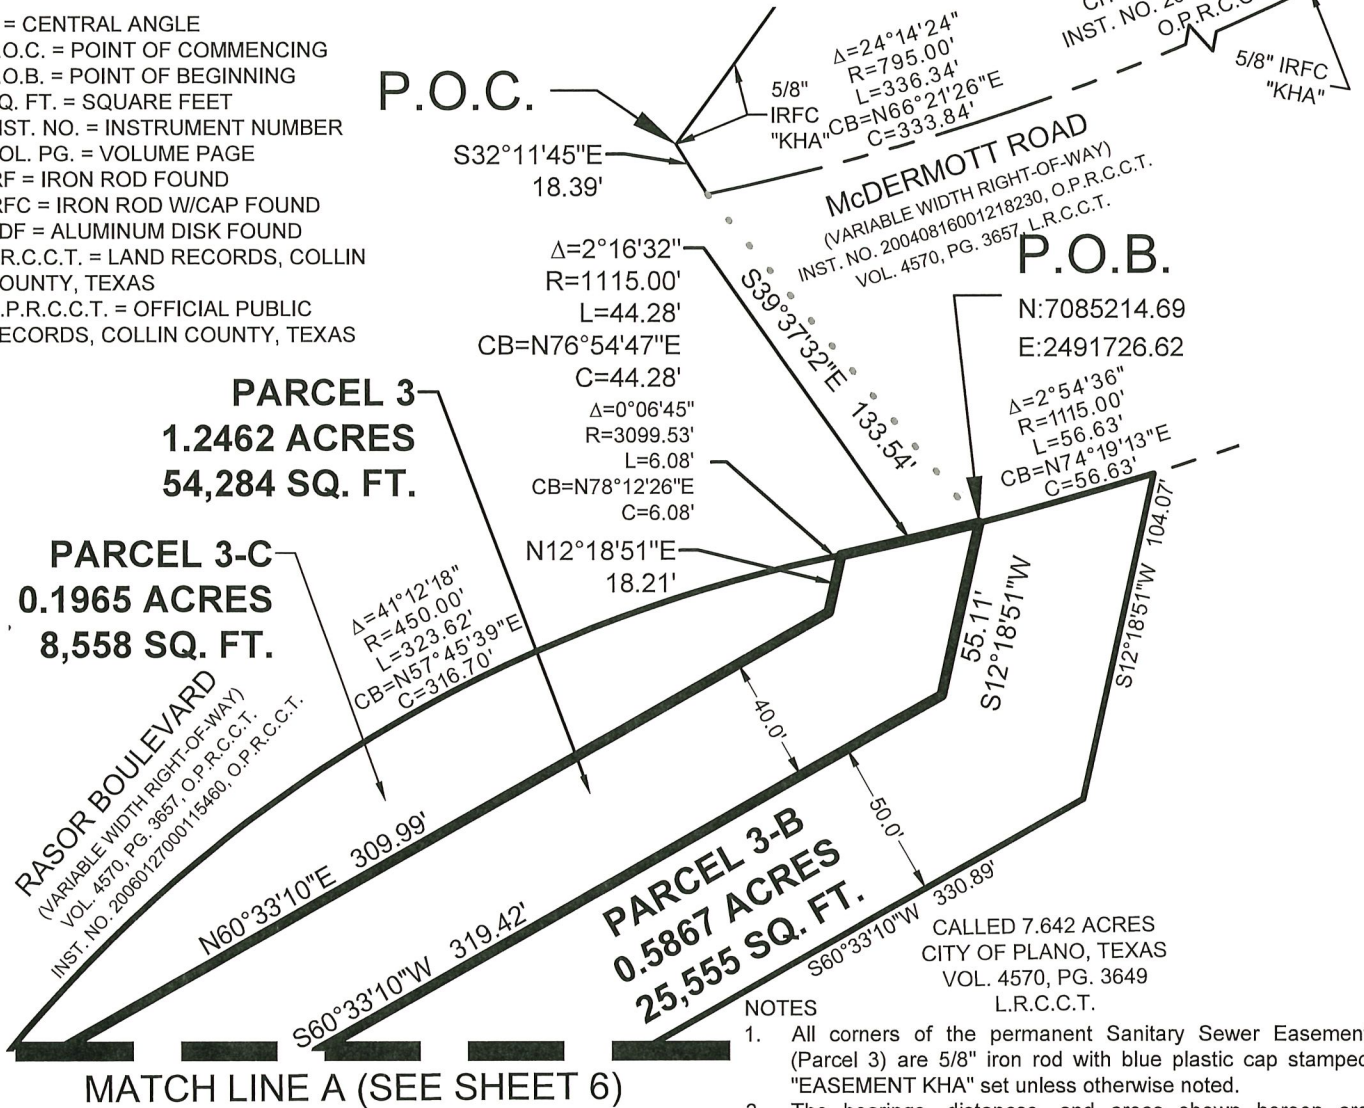 = CENTRAL ANGLE
.O.C. = POINT OF COMMENCING
.O.B. = POINT OF BEGINNING
Q. FT. = SQUARE FEET
NST. NO. = INSTRUMENT NUMBER
OL. PG. = VOLUME PAGE
RF = IRON ROD FOUND
RFC = IRON ROD W/CAP FOUND
DF = ALUMINUM DISK FOUND
.R.C.C.T. = LAND RECORDS, COLLIN
OUNTY, TEXAS
.P.R.C.C.T. = OFFICIAL PUBLIC
ECORDS, COLLIN COUNTY, TEXAS
P.O.C.
S32°11'45"E
18.39'
5/8"
IRFC
"KHA"
Δ=24°14'24"
R=795.00'
L=336.34'
CB=N66°21'26"E
C=333.84'
INST. NO.
O.P.R.C.C.
5/8" IRFC
"KHA"
McDERMOTT ROAD
(VARIABLE WIDTH RIGHT-OF-WAY)
INST. NO. 20040816001218230, O.P.R.C.C.T.
VOL. 4570, PG. 3657, L.R.C.C.T.
S39°37'32"E 133.54'
P.O.B.
N:7085214.69
E:2491726.62
Δ=2°16'32"
R=1115.00'
L=44.28'
CB=N76°54'47"E
C=44.28'
Δ=0°06'45"
R=3099.53'
L=6.08'
CB=N78°12'26"E
C=6.08'
N12°18'51"E
18.21'
Δ=2°54'36"
R=1115.00'
L=56.63'
CB=N74°19'13"E
C=56.63'
PARCEL 3
1.2462 ACRES
54,284 SQ. FT.
PARCEL 3-C
0.1965 ACRES
8,558 SQ. FT.
Δ=41°12'18"
R=450.00'
L=323.62'
CB=N57°45'39"E
C=316.70'
RASOR BOULEVARD
(VARIABLE WIDTH RIGHT-OF-WAY)
VOL. 4570, PG. 3657, O.P.R.C.C.T.
INST. NO. 20060127000115460, O.P.R.C.C.T.
55.11'
S12°18'51"W
S12°18'51"W 104.07'
40.0'
50.0'
N60°33'10"E 309.99'
S60°33'10"W 319.42'
PARCEL 3-B
0.5867 ACRES
25,555 SQ. FT.
S60°33'10"W 330.89'
CALLED 7.642 ACRES
CITY OF PLANO, TEXAS
VOL. 4570, PG. 3649
L.R.C.C.T.
MATCH LINE A (SEE SHEET 6)
NOTES
1. All corners of the permanent Sanitary Sewer Easemen
(Parcel 3) are 5/8" iron rod with blue plastic cap stamped
"EASEMENT KHA" set unless otherwise noted.
2. The bearings, distances, and areas shown hereon are